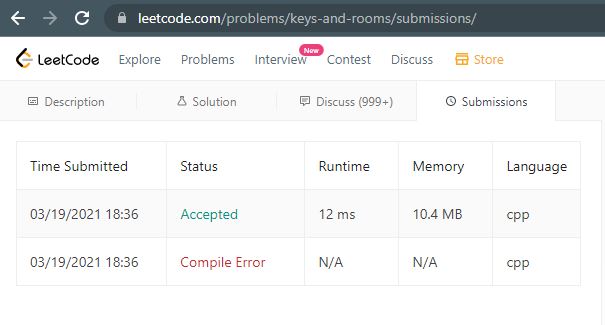 leetcode.com/problems/keys-and-rooms/submissions/
LeetCode Explore Problems Interview New Contest Discuss Store
Description Solution Discuss (999+) Submissions
Time Submitted Status Runtime Memory Language
03/19/2021 18:36 Accepted 12 ms 10.4 MB cpp
03/19/2021 18:36 Compile Error N/A N/A cpp